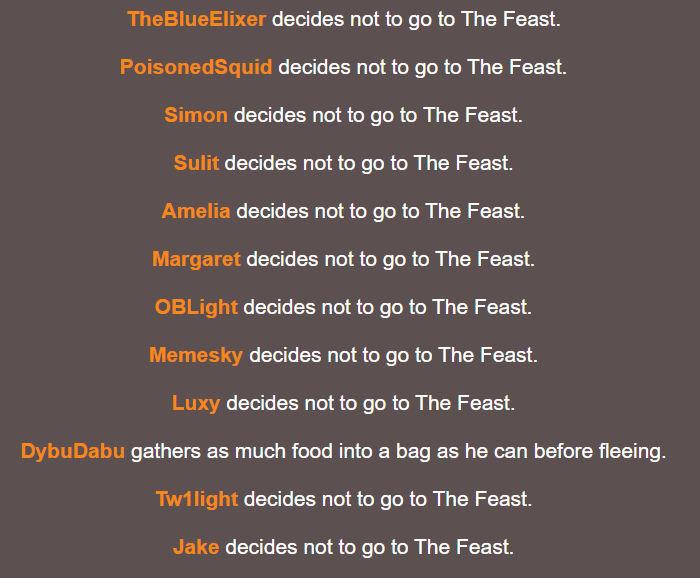 TheBlueElixer decides not to go to The Feast.
PoisonedSquid decides not to go to The Feast.
Simon decides not to go to The Feast.
Sulit decides not to go to The Feast.
Amelia decides not to go to The Feast.
Margaret decides not to go to The Feast.
OBLight decides not to go to The Feast.
Memesky decides not to go to The Feast.
Luxy decides not to go to The Feast.
DybuDabu gathers as much food into a bag as he can before fleeing.
Tw1light decides not to go to The Feast.
Jake decides not to go to The Feast.